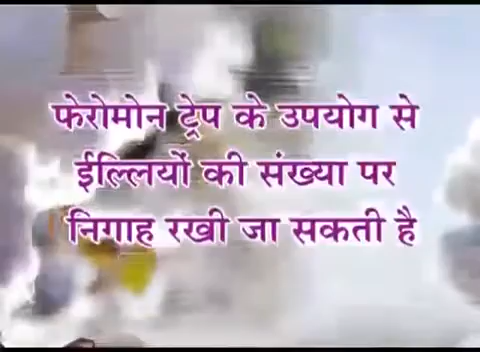 फेरोमोन ट्रेप के उपयोग से
ईल्लियों की संख्या पर
निगाह रखी जा सकती है